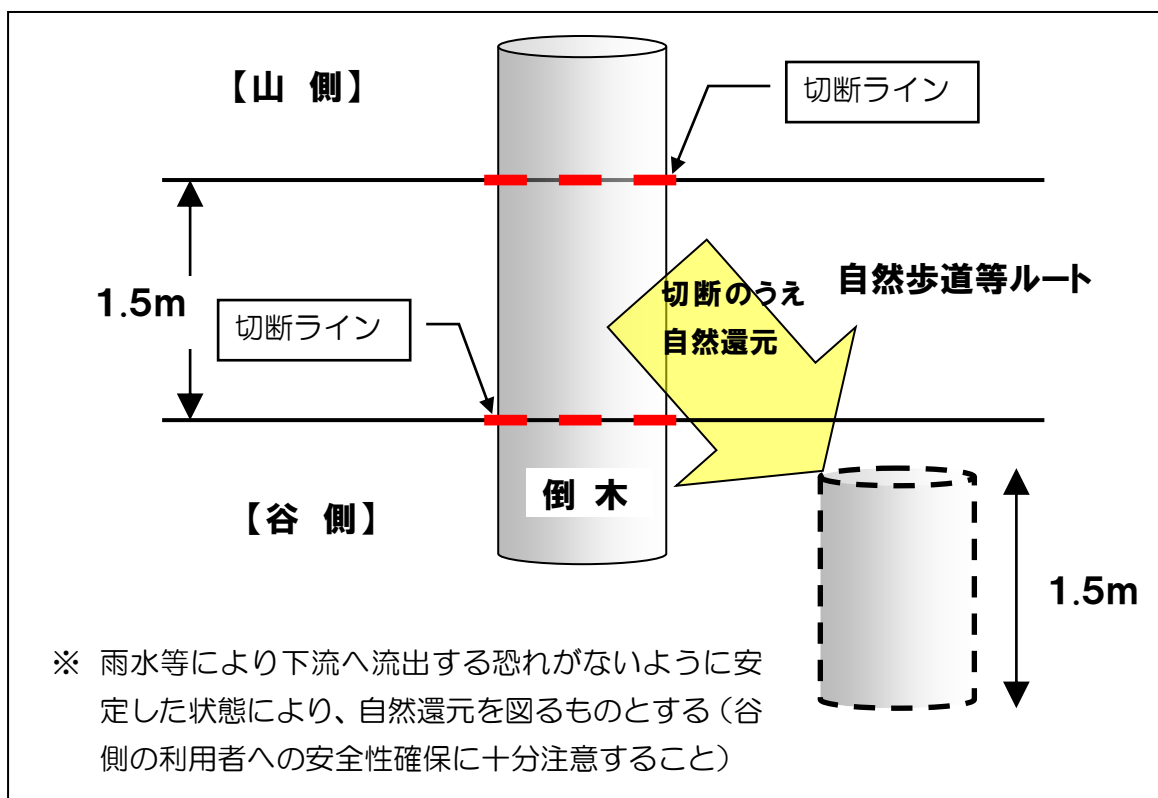 【山 側】
切断ライン
1.5m
自然歩道等ルート
切断のうえ
自然還元
切断ライン
倒 木
【谷 側】
1.5m
※ 雨水等により下流へ流出する恐れがないように安
定した状態により、自然還元を図るものとする（谷
側の利用者への安全性確保に十分注意すること）